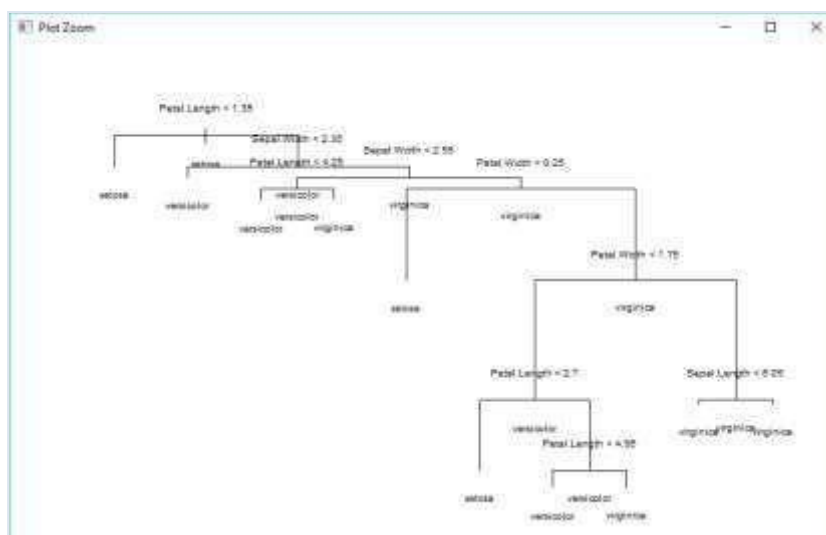 Plot Zoom
Petal.Length < 1.35
Sepal.Width < 2.35
Sepal.Width < 2.55
setosa
Petal.Length < 4.25
Petal.Width < 0.25
setosa
versicolor
versicolor
virginica
versicolor
virginica
versicolor
virginica
Petal.Width < 1.75
setosa
virginica
Petal.Length < 2.7
Sepal.Length <
versicolor
virginica
virginica
virginica
Petal.Length < 4.95
setosa
versicolor
versicolor
virginica